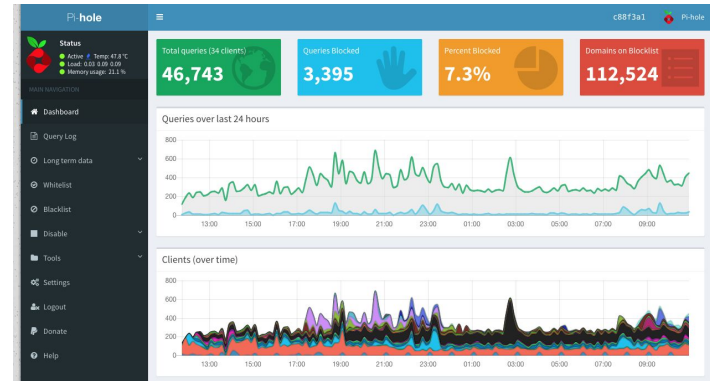 Pi-hole
c88f3a1
Pi-hole
Status
Active Temp: 47.8 °C
Load: 0.03 0.09 0.09
Memory usage: 21.1 %
MAIN NAVIGATION
Dashboard
Query Log
Long term data
Whitelist
Blacklist
Disable
Tools
Settings
Logout
Donate
Help
Total queries (34 clients)
46,743
Queries Blocked
3,395
Percent Blocked
7.3%
Domains on Blocklist
112,524
Queries over last 24 hours
800
600
400
200
0
13:00 15:00 17:00 19:00 21:00 23:00 01:00 03:00 05:00 07:00 09:00
Clients (over time)
800
600
400
200
0
13:00 15:00 17:00 19:00 21:00 23:00 01:00 03:00 05:00 07:00 09:00